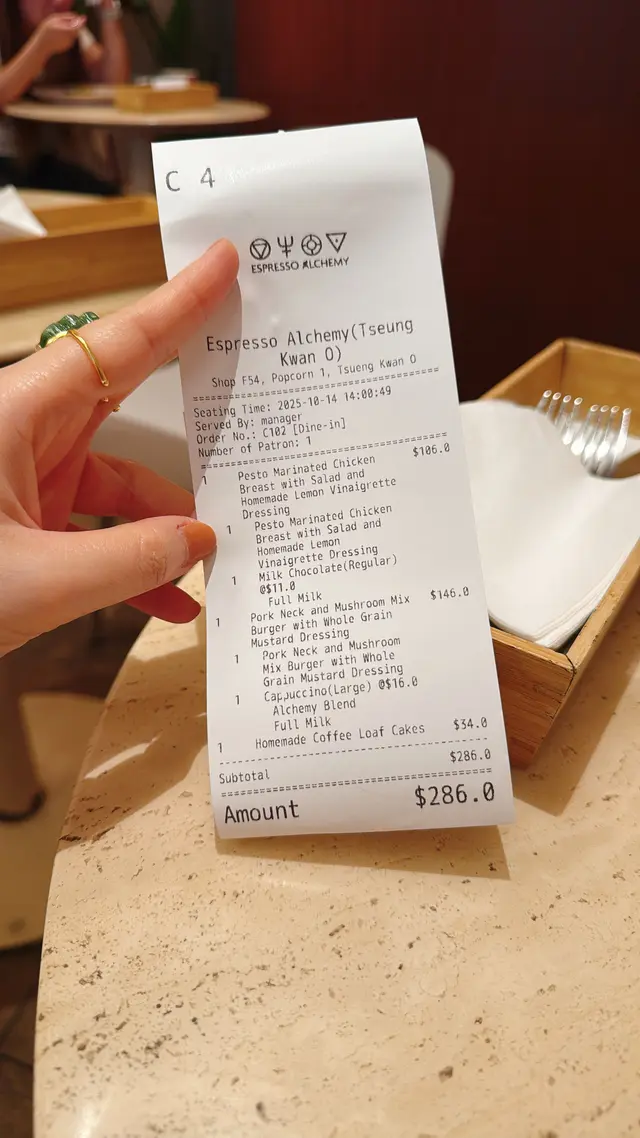 C 4
ESPRESSO ALCHEMY
Espresso Alchemy(Tseung
Kwan O)
Shop F54, Popcorn 1, Tsueng Kwan O
Seating Time: 2025-10-14 14:00:49
Served By: manager
Order No.: C102 [Dine-in]
Number of Patron: 1
1 Pesto Marinated Chicken $106.0
Breast with Salad and
Homemade Lemon Vinaigrette
Dressing
1 Pesto Marinated Chicken
Breast with Salad and
Homemade Lemon
Vinaigrette Dressing
1 Milk Chocolate(Regular)
@$11.0
Full Milk
1 Pork Neck and Mushroom Mix $146.0
Burger with Whole Grain
Mustard Dressing
1 Pork Neck and Mushroom
Mix Burger with Whole
Grain Mustard Dressing
1 Cappuccino(Large) @$16.0
Alchemy Blend
Full Milk
1 Homemade Coffee Loaf Cakes $34.0
Subtotal $286.0
Amount $286.0